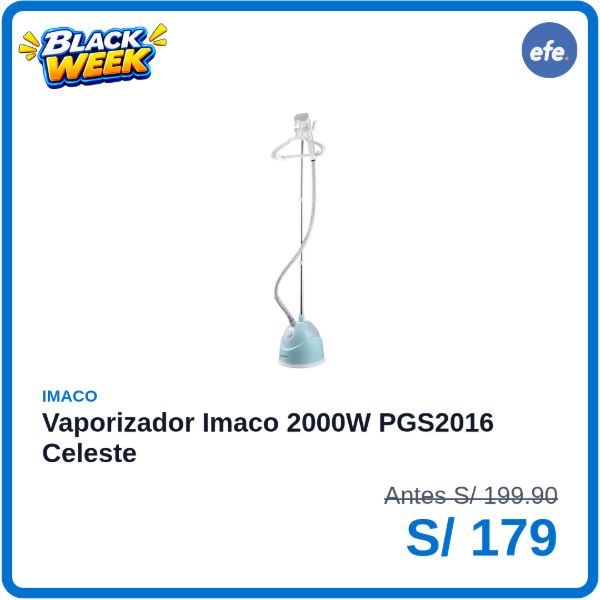 BLACK
WEEK
efe.
IMACO
Vaporizador Imaco 2000W PGS2016
Celeste
Antes S/ 199.90
S/ 179